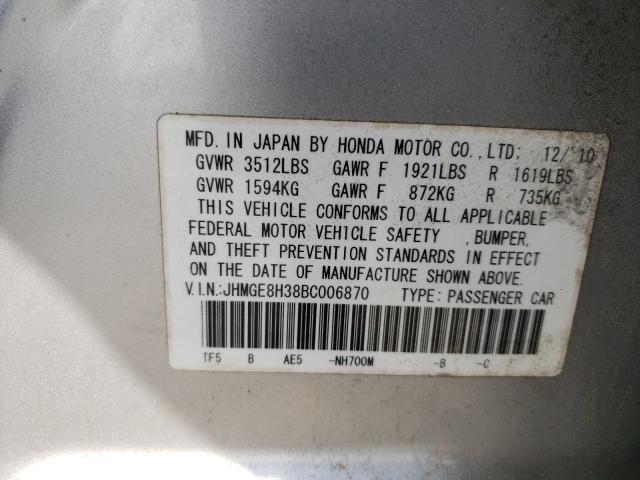 MFD. IN JAPAN BY HONDA MOTOR CO., LTD: 12/'10
GVWR 3512LBS GAWR F 1921LBS R 1619LBS
GVWR 1594KG GAWR F 872KG R 735KG
THIS VEHICLE CONFORMS TO ALL APPLICABLE
FEDERAL MOTOR VEHICLE SAFETY , BUMPER,
AND THEFT PREVENTION STANDARDS IN EFFECT
ON THE DATE OF MANUFACTURE SHOWN ABOVE.
V.I.N.:JHMGE8H38BC006870 TYPE: PASSENGER CAR
TF5 B AE5 -NH700M -B -C